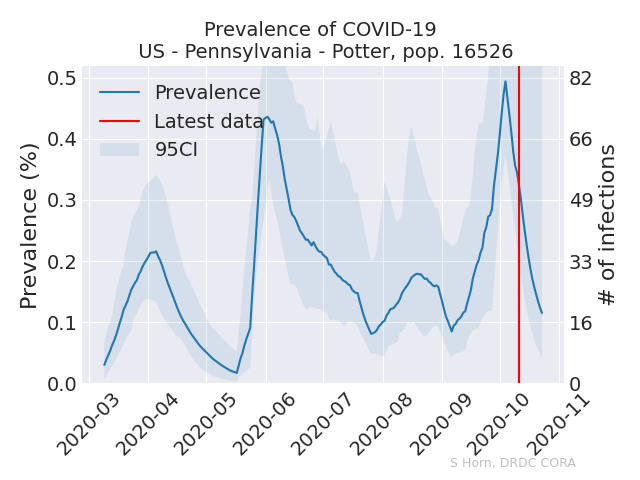 Prevalence of COVID-19
US - Pennsylvania - Potter, pop. 16526
Prevalence
Latest data
95CI
0.5
0.4
0.3
0.2
0.1
0.0
Prevalence (%)
82
66
49
33
16
0
# of infections
2020-03
2020-04
2020-05
2020-06
2020-07
2020-08
2020-09
2020-10
2020-11
S Horn, DRDC CORA